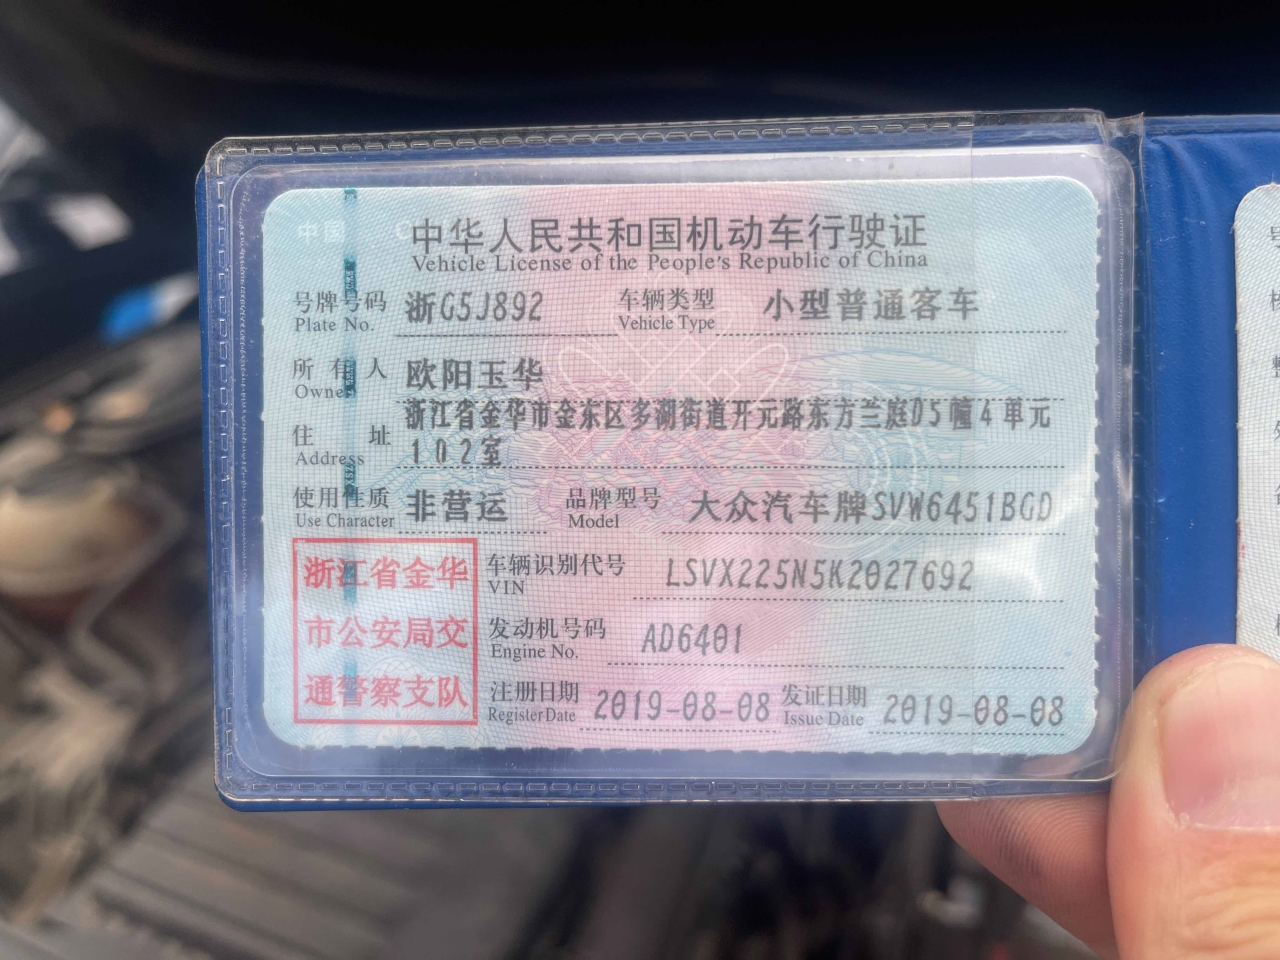 中国
中华人民共和国机动车行驶证
Vehicle License of the People's Republic of China
号牌号码 浙G5J892 车辆类型 小型普通客车
Plate No. Vehicle Type
所有人 欧阳玉华
Owner
浙江省金华市金东区多湖街道开元路东方兰庭D5幢4单元
住址 102室
Address
使用性质 非营运 品牌型号 大众汽车牌SVW6451BGD
Use Character Model
浙江省金华
市公安局交
通警察支队
车辆识别代号 LSVX225N5K2027692
VIN
发动机号码 AD6401
Engine No.
注册日期 2019-08-08 发证日期 2019-08-08
Register Date Issue Date
号